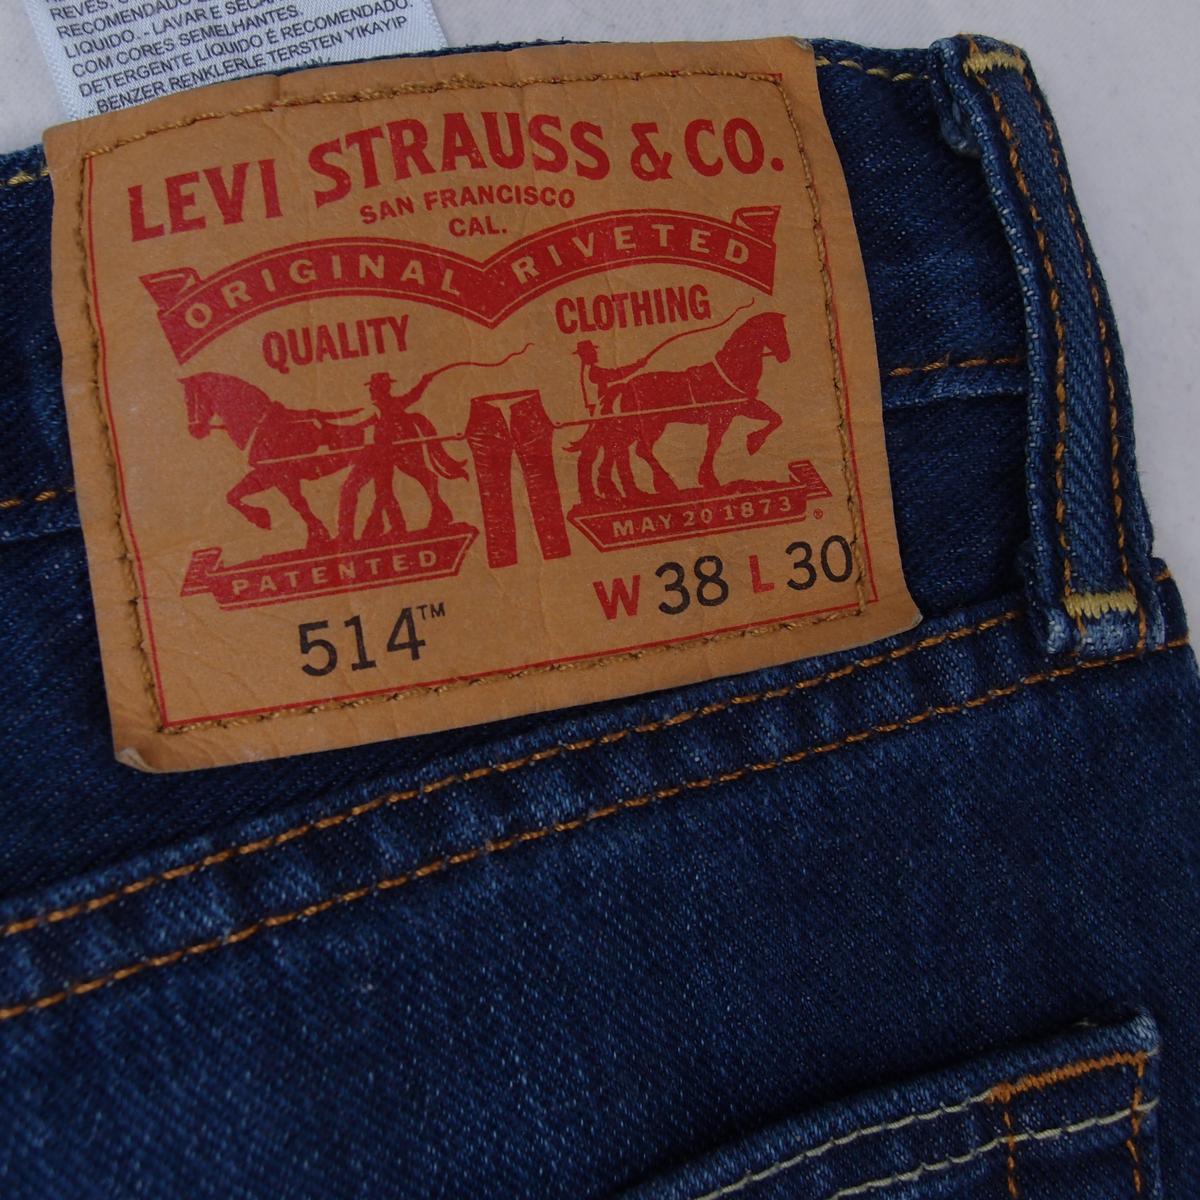 RECOMENDADO
LIQUIDO. - LAVAR E SECAR
COM CORES SEMELHANTES
DETERGENTE LÍQUIDO É RECOMENDADO.
BENZER RENKLERLE TERSTEN YIKAYIP
LEVI STRAUSS & CO.
SAN FRANCISCO
CAL.
ORIGINAL RIVETED
QUALITY CLOTHING
PATENTED MAY 20 1873 ®
514™ W 38 L 30